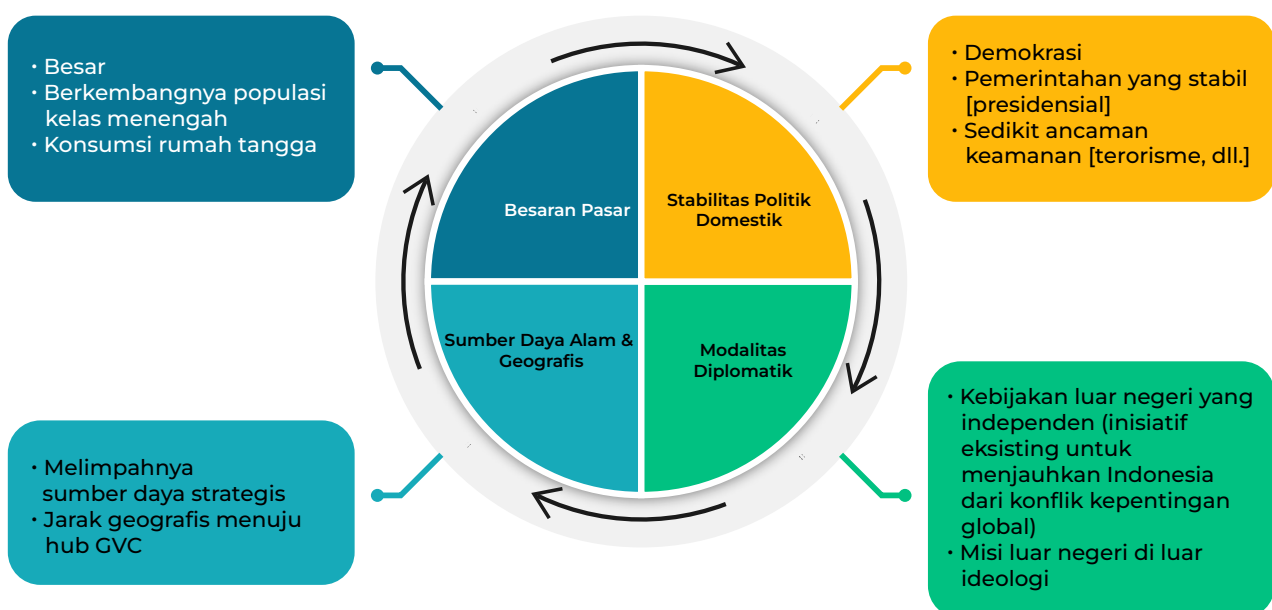 · Besar
· Berkembangnya populasi
kelas menengah
· Konsumsi rumah tangga
· Demokrasi
· Pemerintahan yang stabil
[presidensial]
· Sedikit ancaman
keamanan [terorisme, dll.]
Besaran Pasar
Stabilitas Politik
Domestik
Sumber Daya Alam &
Geografis
Modalitas
Diplomatik
· Melimpahnya
sumber daya strategis
· Jarak geografis menuju
hub GVC
· Kebijakan luar negeri yang
independen (inisiatif
eksisting untuk
menjauhkan Indonesia
dari konflik kepentingan
global)
· Misi luar negeri di luar
ideologi